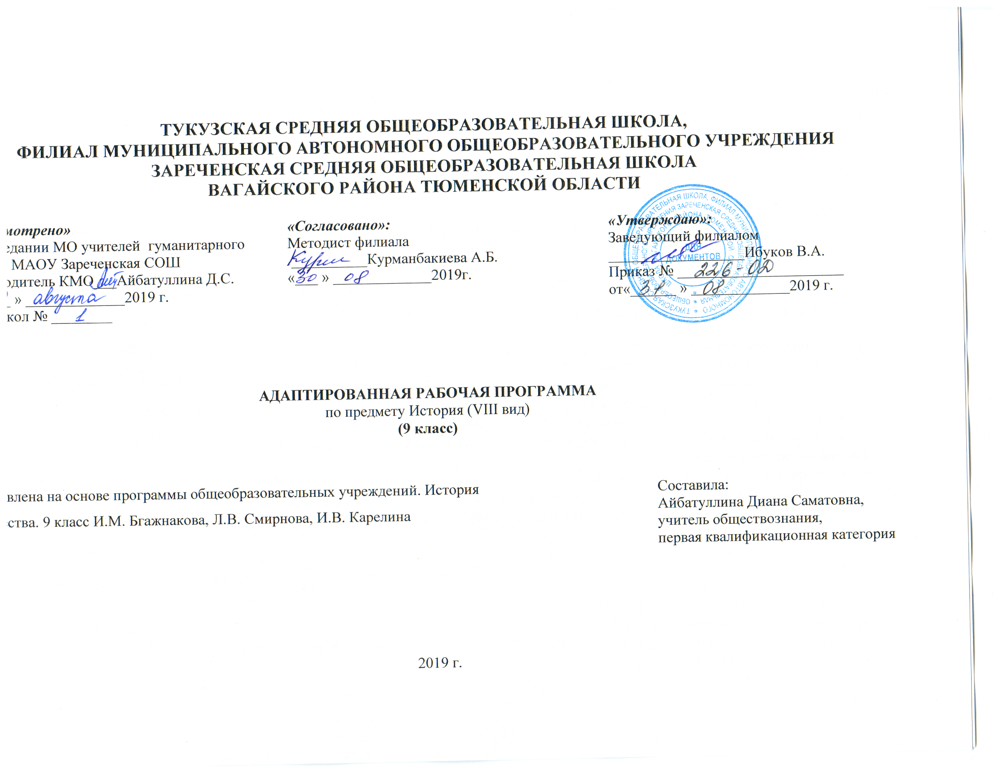 ТУКУЗСКАЯ СРЕДНЯЯ ОБЩЕОБРАЗОВАТЕЛЬНАЯ ШКОЛА,
ФИЛИАЛ МУНИЦИПАЛЬНОГО АВТОНОМНОГО ОБЩЕОБРАЗОВАТЕЛЬНОГО УЧРЕЖДЕНИЯ
ЗАРЕЧЕНСКАЯ СРЕДНЯЯ ОБЩЕОБРАЗОВАТЕЛЬНАЯ ШКОЛА
ВАГАЙСКОГО РАЙОНА ТЮМЕНСКОЙ ОБЛАСТИ
мотрено»
едании МО учителей гуманитарного
МАОУ Зареченская СОШ
одитель КМО ___Айбатуллина Д.С.
_ » августа 2019 г.
кол № 1
«Согласовано»:
Методист филиала
__________Курманбакиева А.Б.
«30 » 08 2019г.
«Утверждаю»:
Заведующий филиалом
__________________Ибуков В.А.
Приказ № 226-ОД
от« 31 » 08 2019 г.
ДЛЯ
ДОКУМЕНТОВ
АДАПТИРОВАННАЯ РАБОЧАЯ ПРОГРАММА
по предмету История (VIII вид)
(9 класс)
влена на основе программы общеобразовательных учреждений. История
ства. 9 класс И.М. Бгажнакова, Л.В. Смирнова, И.В. Карелина
Составила:
Айбатуллина Диана Саматовна,
учитель обществознания,
первая квалификационная категория
2019 г.